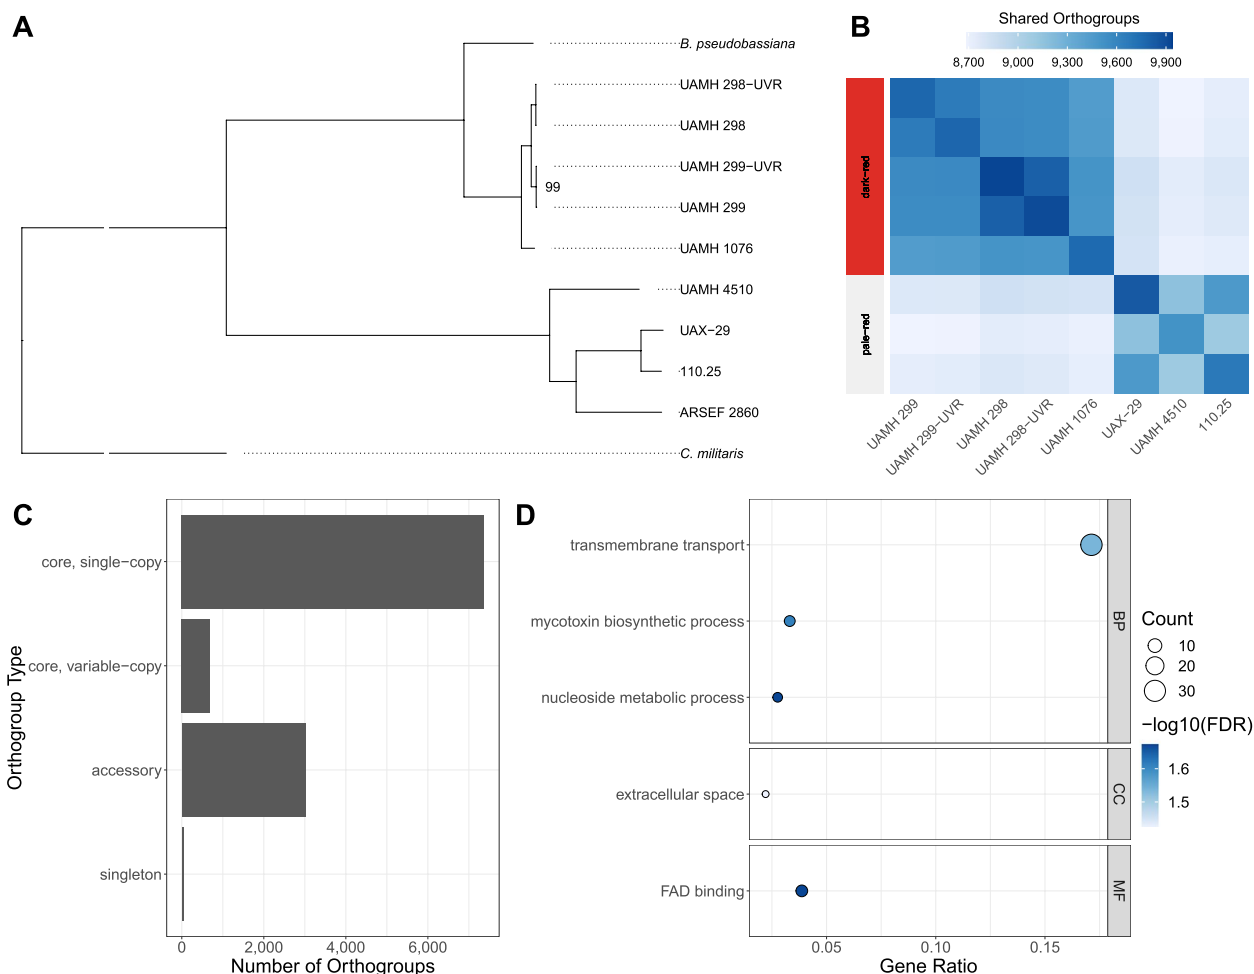 A
B. pseudobassiana
UAMH 298−UVR
UAMH 298
UAMH 299−UVR
99
UAMH 299
UAMH 1076
UAMH 4510
UAX−29
110.25
ARSEF 2860
C. militaris
B
Shared Orthogroups
8,700 9,000 9,300 9,600 9,900
dark−red
pale−red
UAMH 299
UAMH 299−UVR
UAMH 298
UAMH 298−UVR
UAMH 1076
UAX−29
UAMH 4510
110.25
C
Orthogroup Type
core, single−copy
core, variable−copy
accessory
singleton
0 2,000 4,000 6,000
Number of Orthogroups
D
transmembrane transport
mycotoxin biosynthetic process
nucleoside metabolic process
BP
extracellular space
CC
FAD binding
MF
0.05 0.10 0.15
Gene Ratio
Count
10
20
30
−log10(FDR)
1.6
1.5